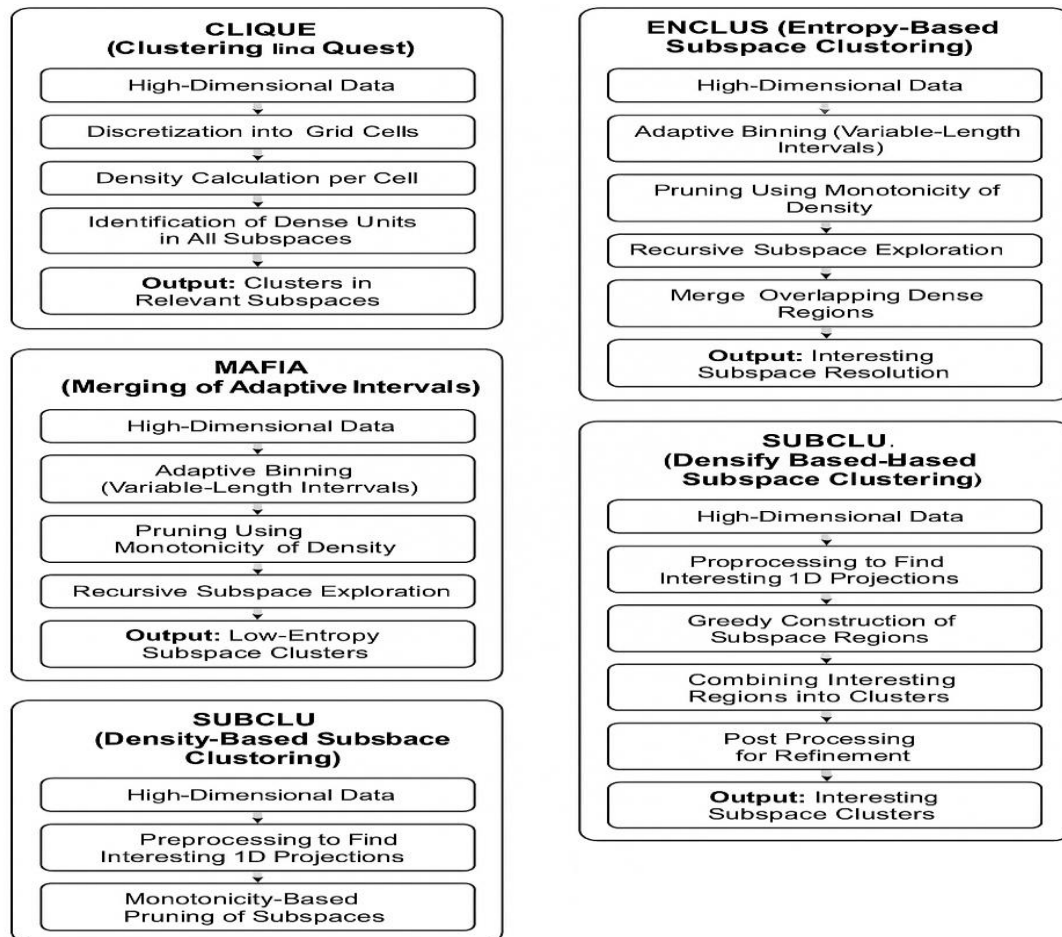 CLIQUE
(Clustering lina Quest)
High-Dimensional Data
Discretization into Grid Cells
Density Calculation per Cell
Identification of Dense Units
in All Subspaces
Output: Clusters in
Relevant Subspaces
MAFIA
(Merging of Adaptive Intervals)
High-Dimensional Data
Adaptive Binning
(Variable-Length Interrvals)
Pruning Using
Monotonicity of Density
Recursive Subspace Exploration
Output: Low-Entropy
Subspace Clusters
SUBCLU
(Density-Based Subsbace
Clustoring)
High-Dimensional Data
Preprocessing to Find
Interesting 1D Projections
Monotonicity-Based
Pruning of Subspaces
ENCLUS (Entropy-Based
Subspace Clustoring)
High-Dimensional Data
Adaptive Binning (Variable-Length
Intervals)
Pruning Using Monotonicity of
Density
Recursive Subspace Exploration
Merge Overlapping Dense
Regions
Output: Interesting
Subspace Resolution
SUBCLU.
(Densify Based-Hased
Subspace Clustering)
High-Dimensional Data
Proprocessing to Find
Interesting 1D Projections
Greedy Construction of
Subspace Regions
Combining Interesting
Regions into Clusters
Post Processing
for Refinement
Output: Interesting
Subspace Clusters